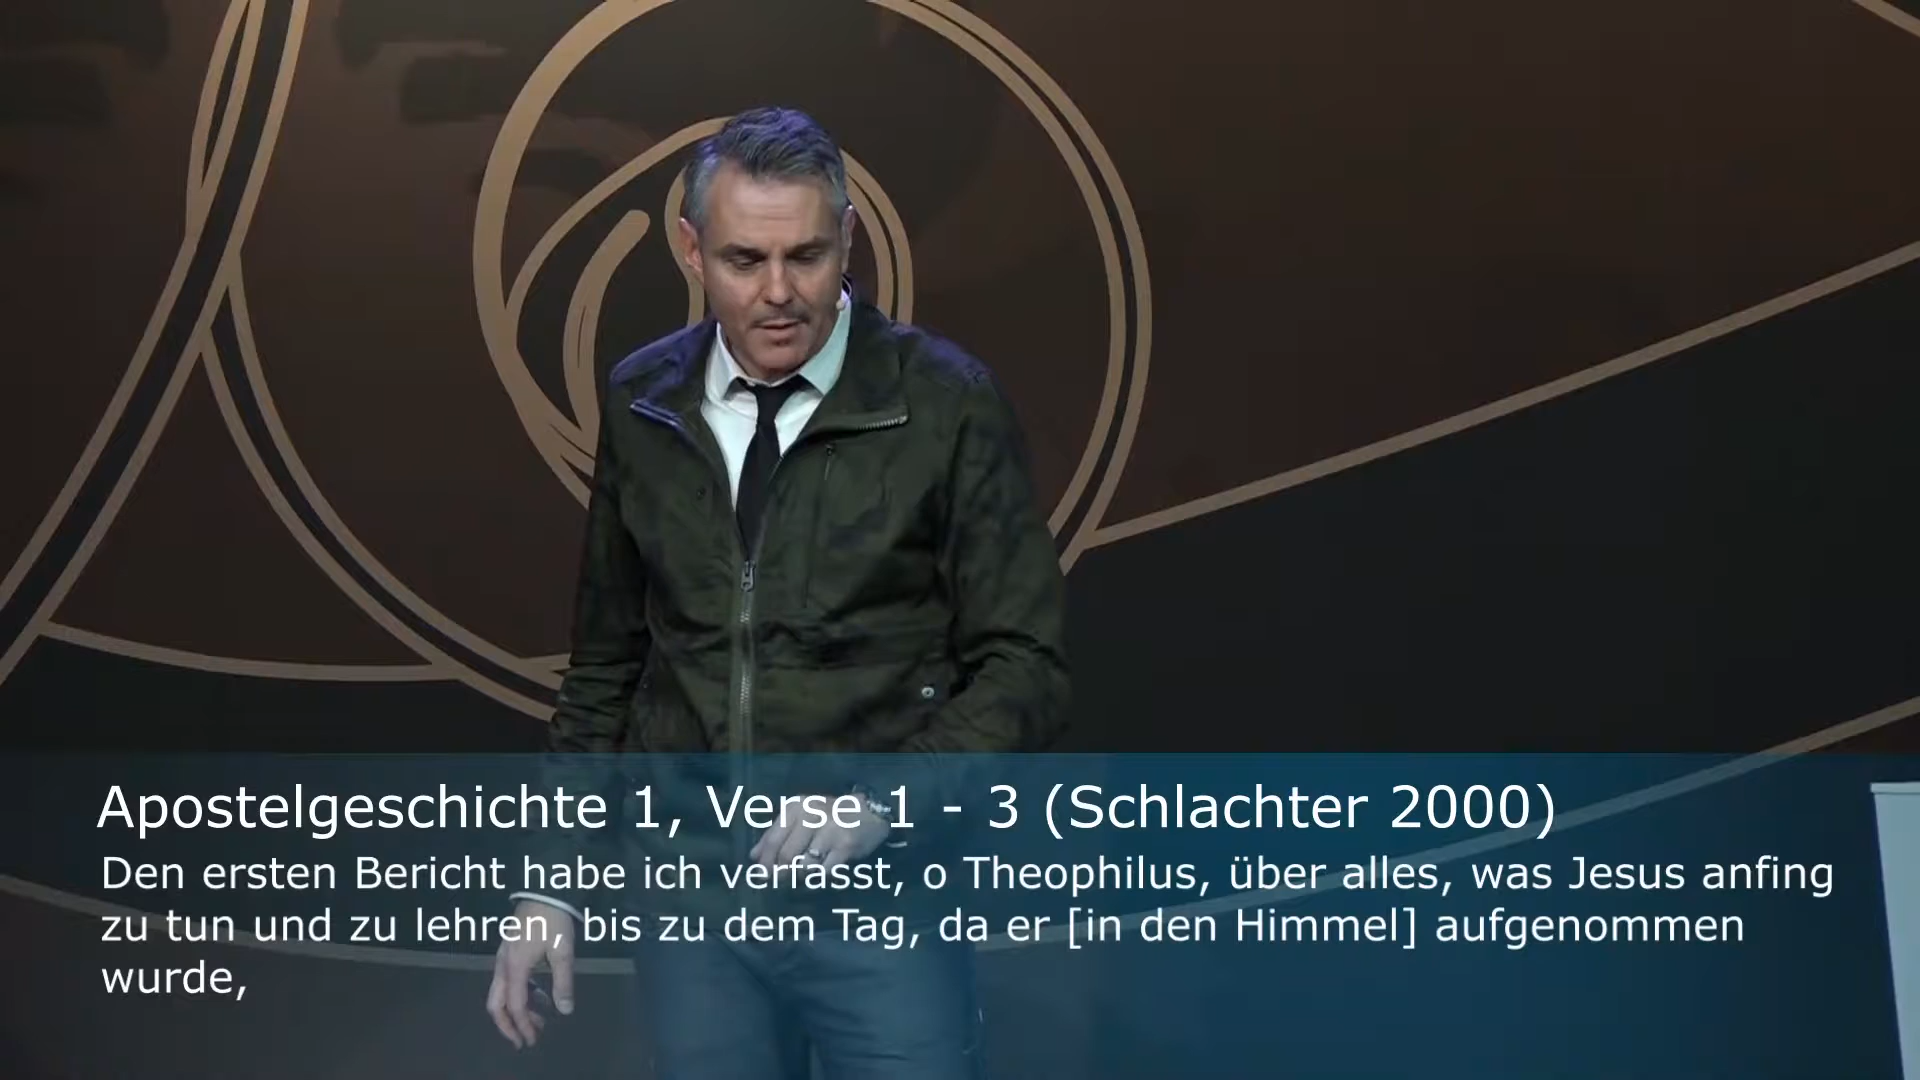 Apostelgeschichte 1, Verse 1 - 3 (Schlachter 2000)
Den ersten Bericht habe ich verfasst, o Theophilus, über alles, was Jesus anfing
zu tun und zu lehren, bis zu dem Tag, da er [in den Himmel] aufgenommen
wurde,